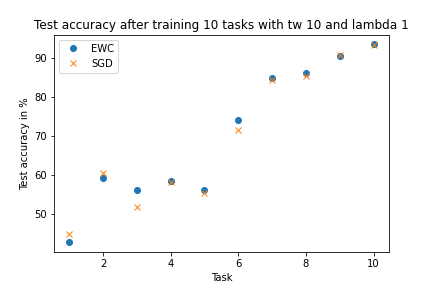 Test accuracy after training 10 tasks with tw 10 and lambda 1
EWC
SGD
90
80
70
60
50
Test accuracy in %
2
4
6
8
10
Task